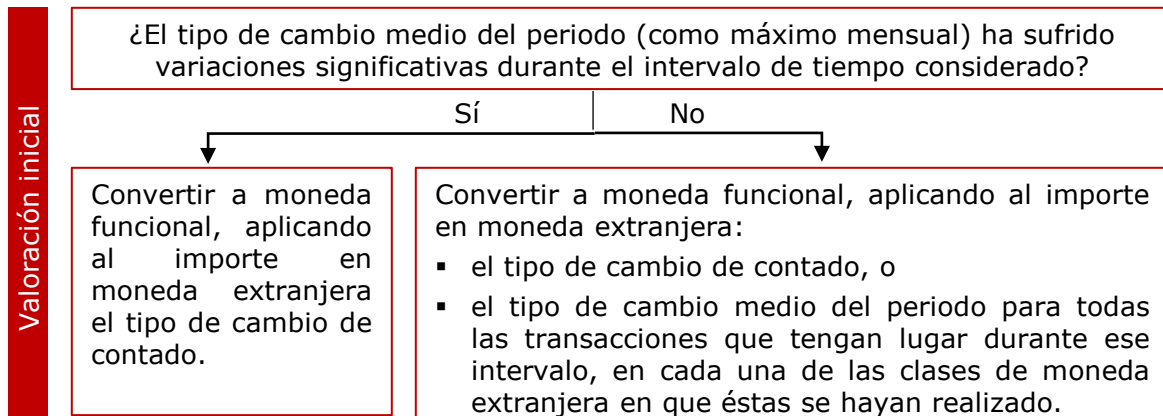 Valoración inicial
¿El tipo de cambio medio del periodo (como máximo mensual) ha sufrido
variaciones significativas durante el intervalo de tiempo considerado?
Sí
No
Convertir a moneda
funcional, aplicando
al importe en
moneda extranjera
el tipo de cambio de
contado.
Convertir a moneda funcional, aplicando al importe
en moneda extranjera:
▪ el tipo de cambio de contado, o
▪ el tipo de cambio medio del periodo para todas
las transacciones que tengan lugar durante ese
intervalo, en cada una de las clases de moneda
extranjera en que éstas se hayan realizado.